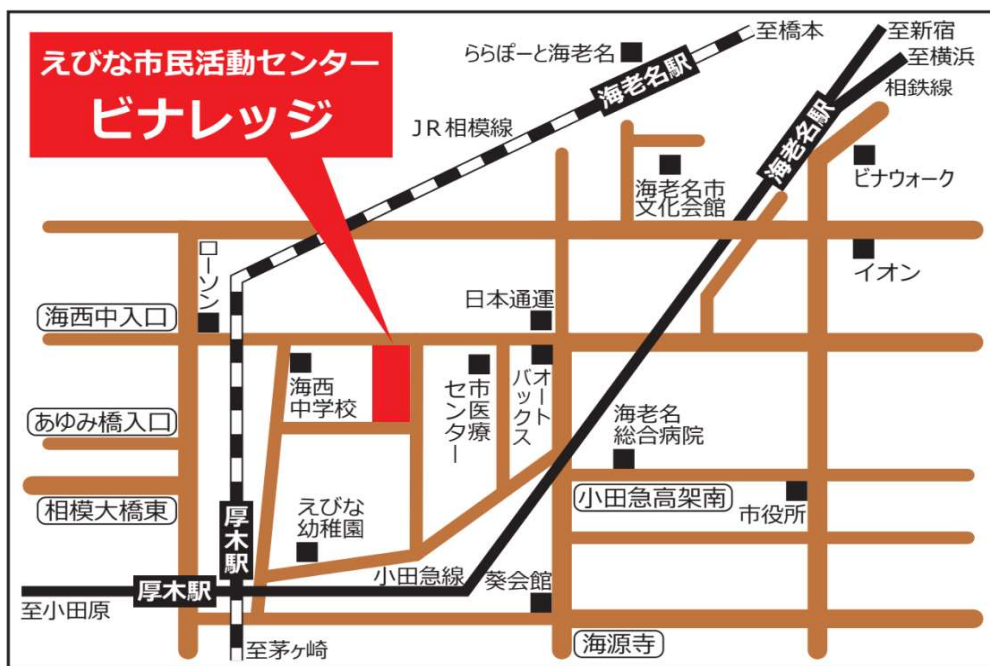 えびな市民活動センター
ビナレッジ
ららぽーと海老名
至橋本
至新宿
至横浜
相鉄線
海老名駅
海老名駅
JR相模線
ビナウォーク
海老名市
文化会館
ローソン
イオン
日本通運
海西中入口
海西
中学校
市医療
センター
オート
バックス
海老名
総合病院
あゆみ橋入口
相模大橋東
小田急高架南
市役所
えびな
幼稚園
厚木駅
厚木駅
小田急線
葵会館
至小田原
至茅ヶ崎
海源寺